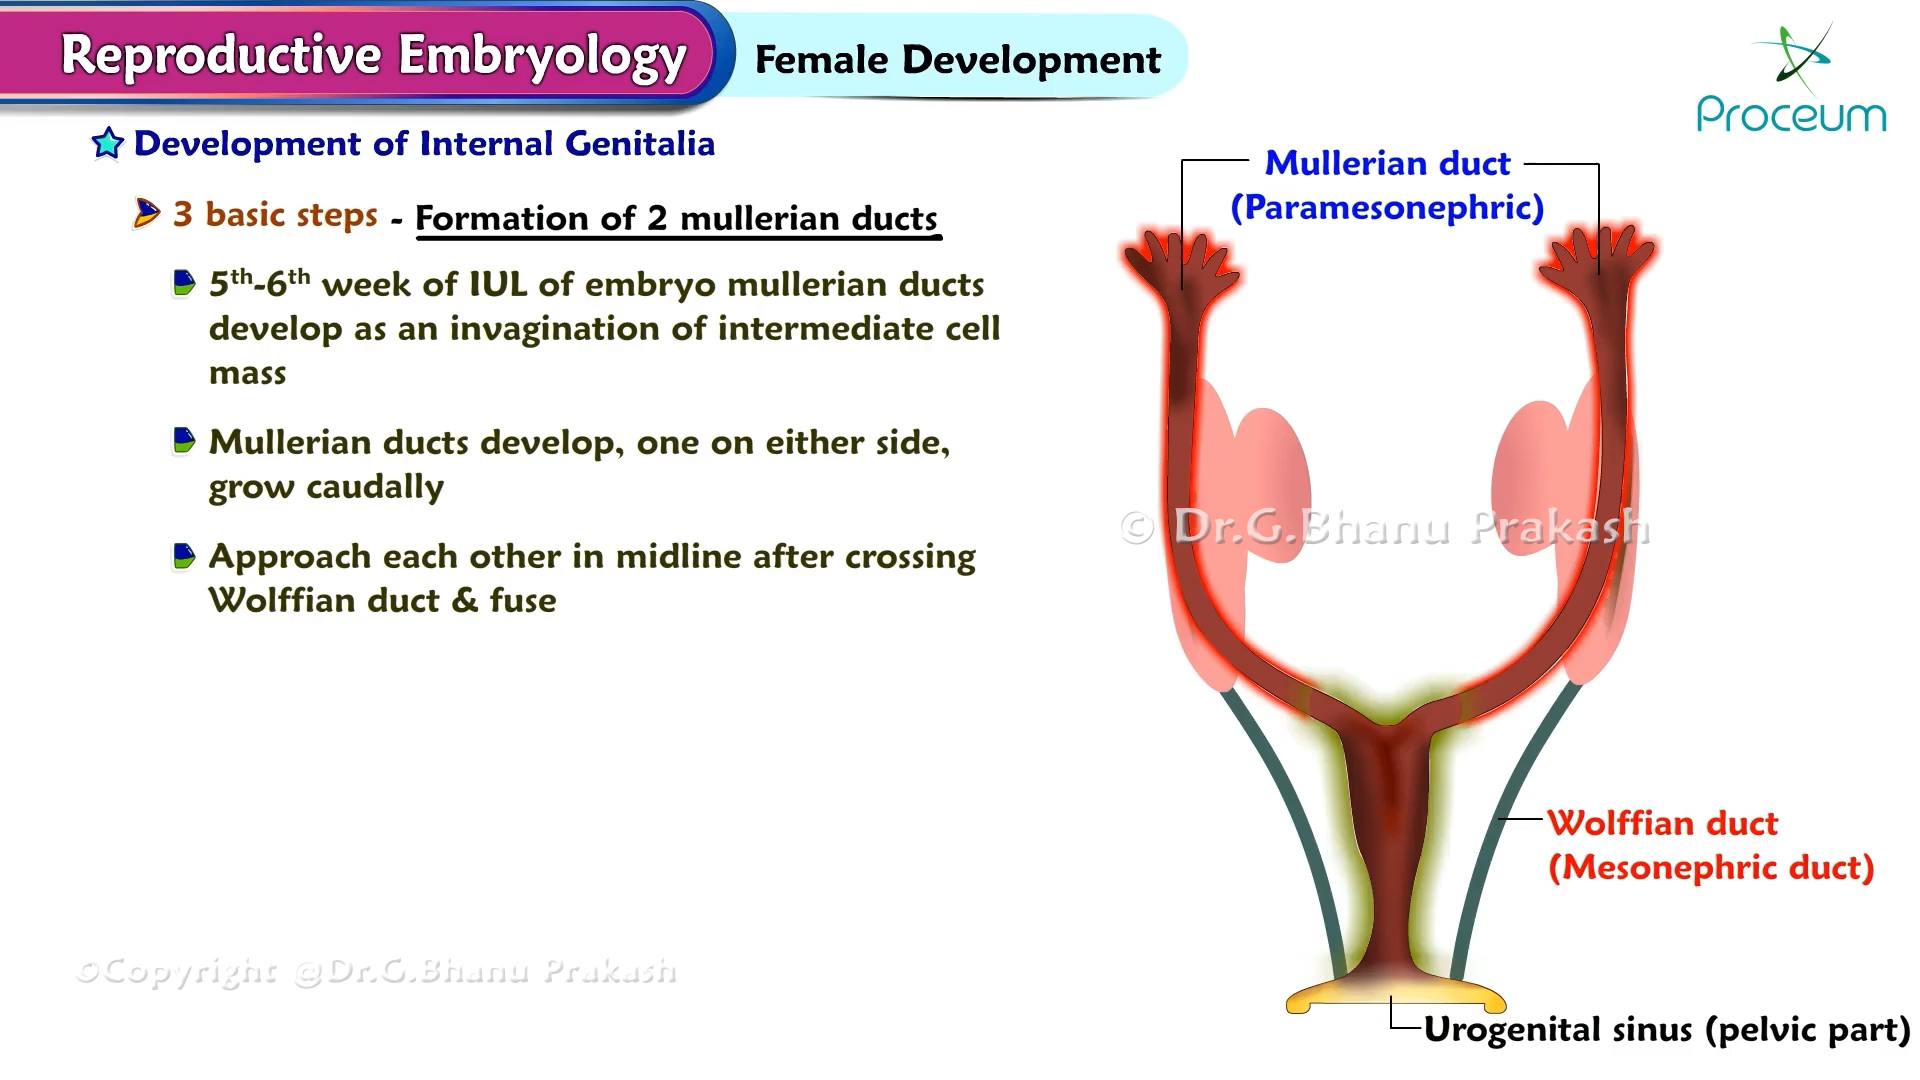 Reproductive Embryology
Female Development
Proceum
Development of Internal Genitalia
3 basic steps - Formation of 2 mullerian ducts
5th-6th week of IUL of embryo mullerian ducts
develop as an invagination of intermediate cell
mass
Mullerian ducts develop, one on either side,
grow caudally
Approach each other in midline after crossing
Wolffian duct & fuse
Mullerian duct
(Paramesonephric)
© Dr.G.Bhanu Prakash
Wolffian duct
(Mesonephric duct)
©Copyright @Dr.G.Bhanu Prakash
Urogenital sinus (pelvic part)